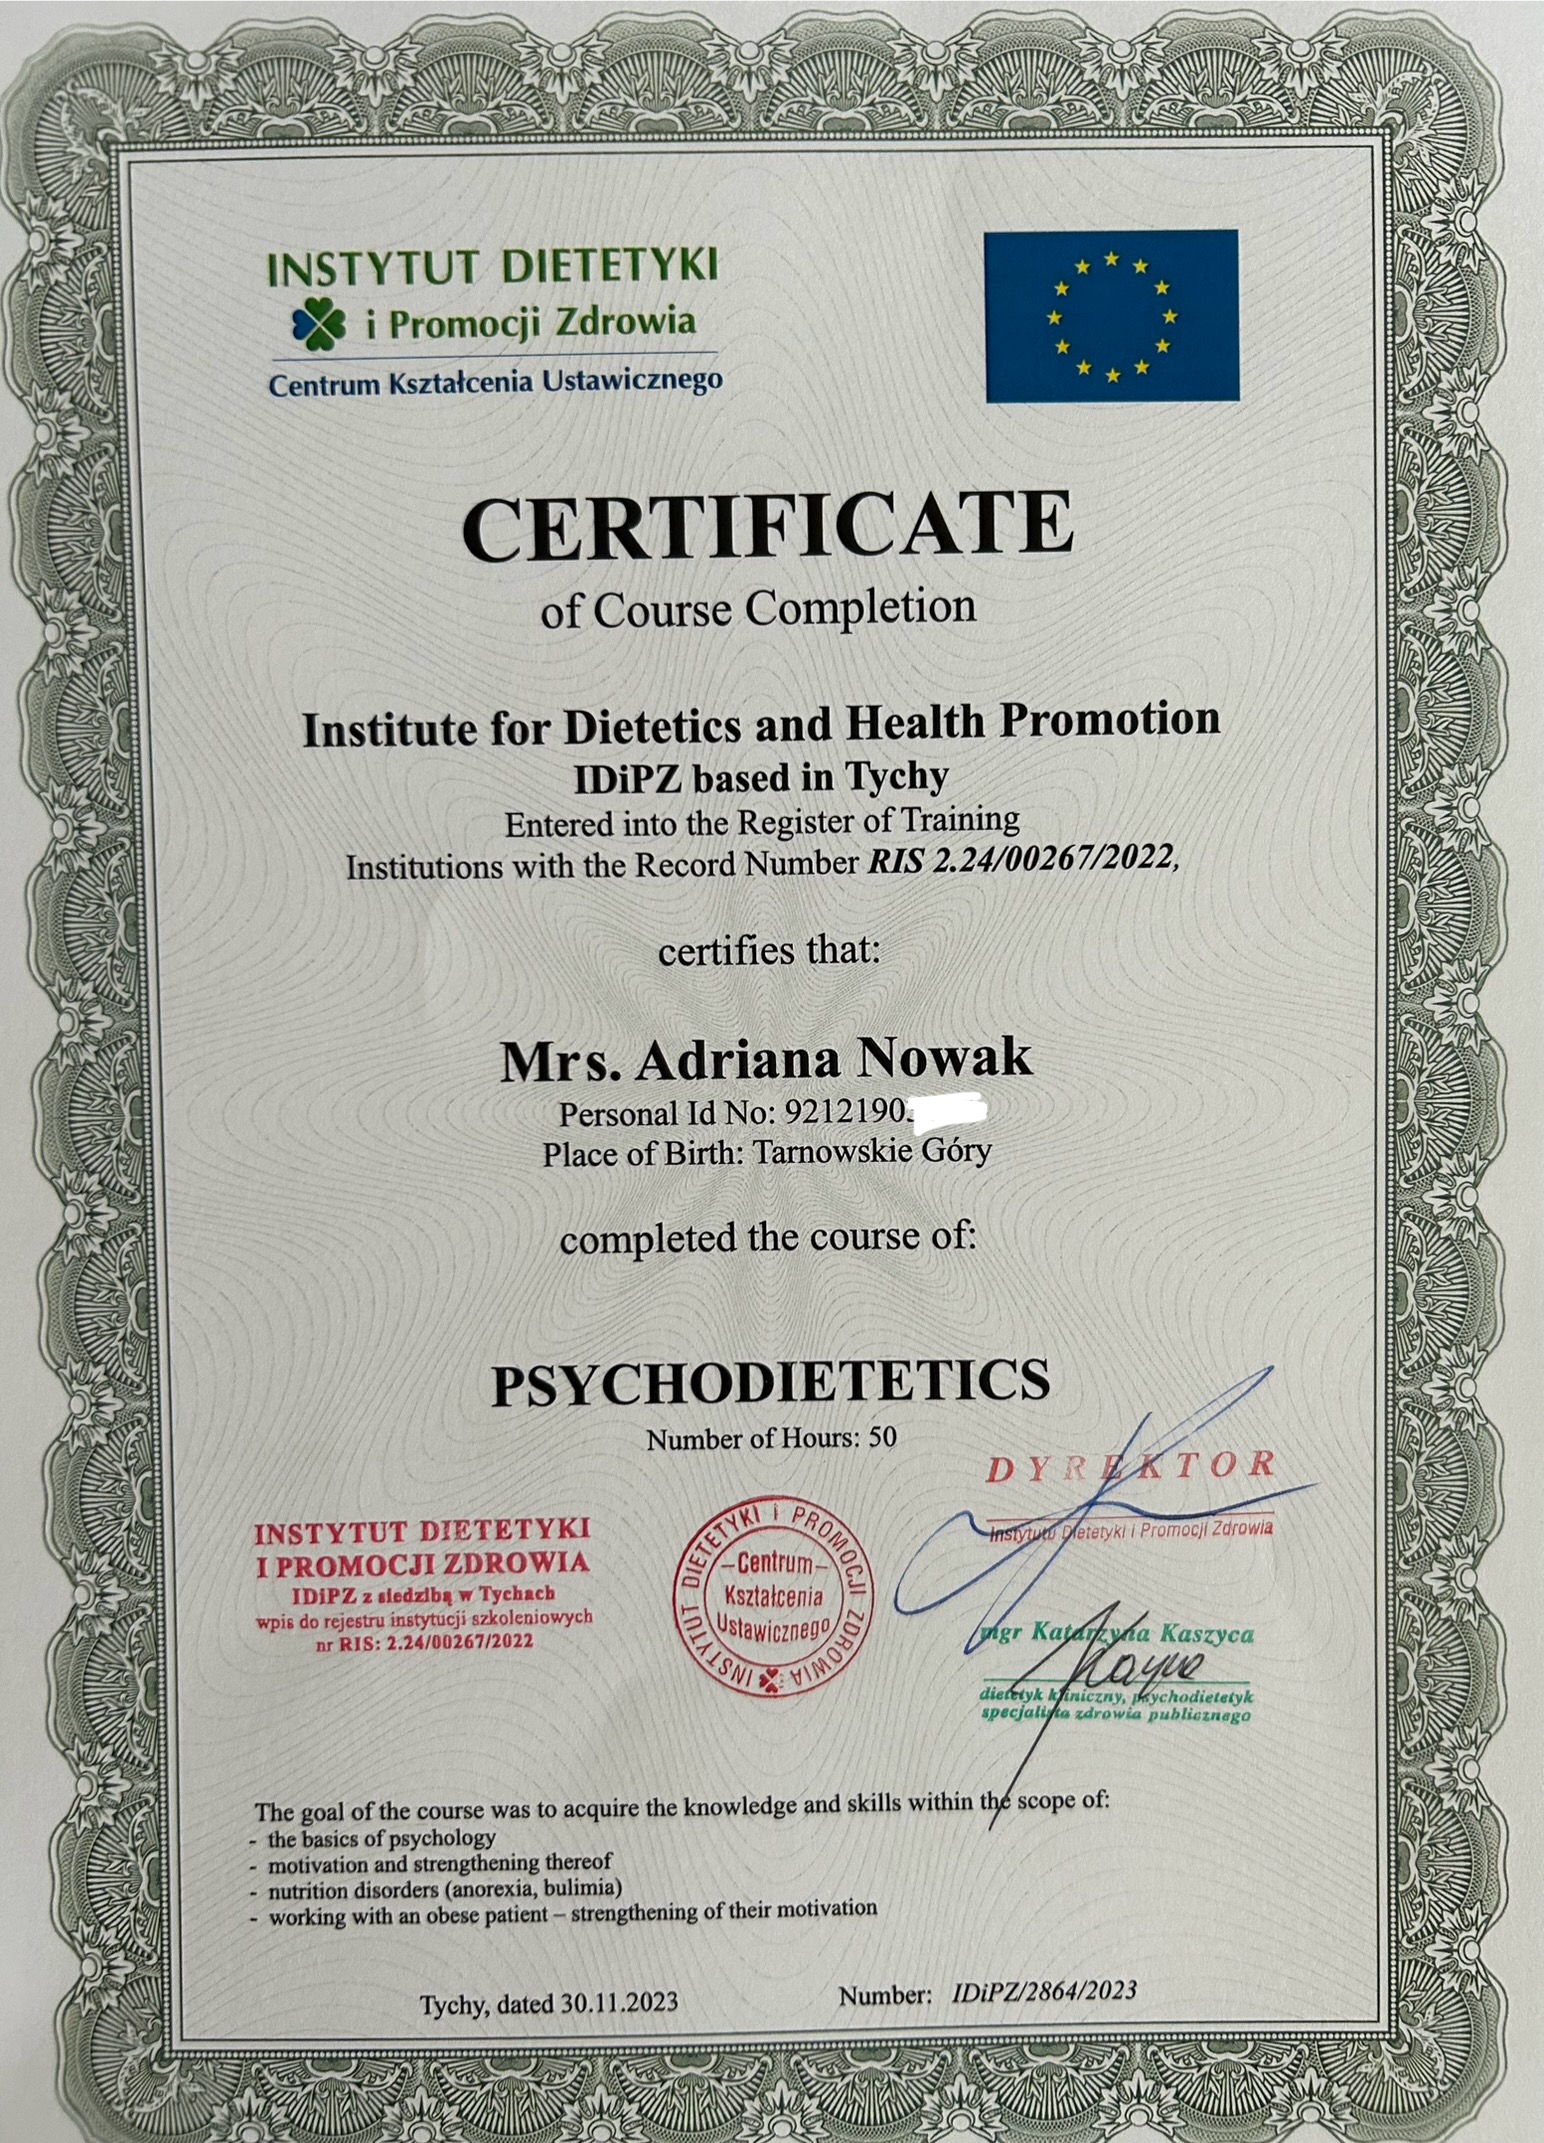 INSTYTUT DIETETYKI
i Promocji Zdrowia
Centrum Kształcenia Ustawicznego
CERTIFICATE
of Course Completion
Institute for Dietetics and Health Promotion
IDiPZ based in Tychy
Entered into the Register of Training
Institutions with the Record Number RIS 2.24/00267/2022,
certifies that:
Mrs. Adriana Nowak
Personal Id No: 9212190
Place of Birth: Tarnowskie Góry
completed the course of:
PSYCHODIETETICS
Number of Hours: 50
DYREKTOR
Instytutu Dietetyki i Promocji Zdrowia
INSTYTUT DIETETYKI
I PROMOCJI ZDROWIA
IDiPZ z siedzibą w Tychach
wpis do rejestru instytucji szkoleniowych
nr RIS: 2.24/00267/2022
INSTYTUT DIETETYKI I PROMOCJI ZDROWIA
Centrum
Kształcenia
Ustawicznego
mgr Katarzyna Kaszyca
dietetyk kliniczny, psychodietetyk
specjalista zdrowia publicznego
The goal of the course was to acquire the knowledge and skills within the scope of:
- the basics of psychology
- motivation and strengthening thereof
- nutrition disorders (anorexia, bulimia)
- working with an obese patient – strengthening of their motivation
Tychy, dated 30.11.2023
Number: IDiPZ/2864/2023